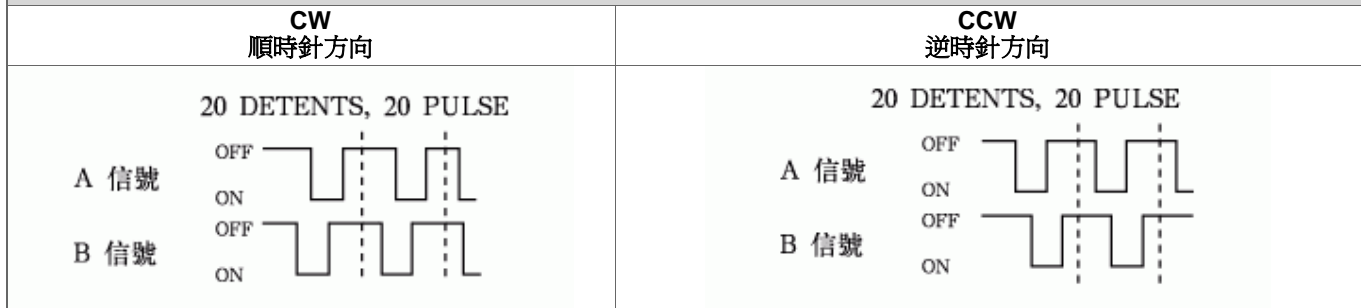 CW
順時針方向
CCW
逆時針方向
20 DETENTS, 20 PULSE
A 信號
OFF
ON
B 信號
OFF
ON
20 DETENTS, 20 PULSE
A 信號
OFF
ON
B 信號
OFF
ON